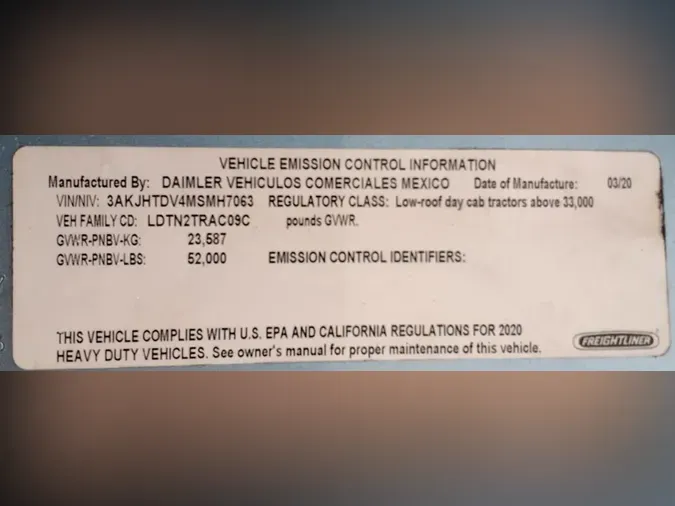 VEHICLE EMISSION CONTROL INFORMATION
Manufactured By: DAIMLER VEHICULOS COMERCIALES MEXICO Date of Manufacture: 03/20
VIN/NIV: 3AKJHTDV4MSMH7063 REGULATORY CLASS: Low-roof day cab tractors above 33,000
VEH FAMILY CD: LDTN2TRAC09C pounds GVWR.
GVWR-PNBV-KG: 23,587
GVWR-PNBV-LBS: 52,000 EMISSION CONTROL IDENTIFIERS:
THIS VEHICLE COMPLIES WITH U.S. EPA AND CALIFORNIA REGULATIONS FOR 2020
HEAVY DUTY VEHICLES. See owner's manual for proper maintenance of this vehicle.
FREIGHTLINER